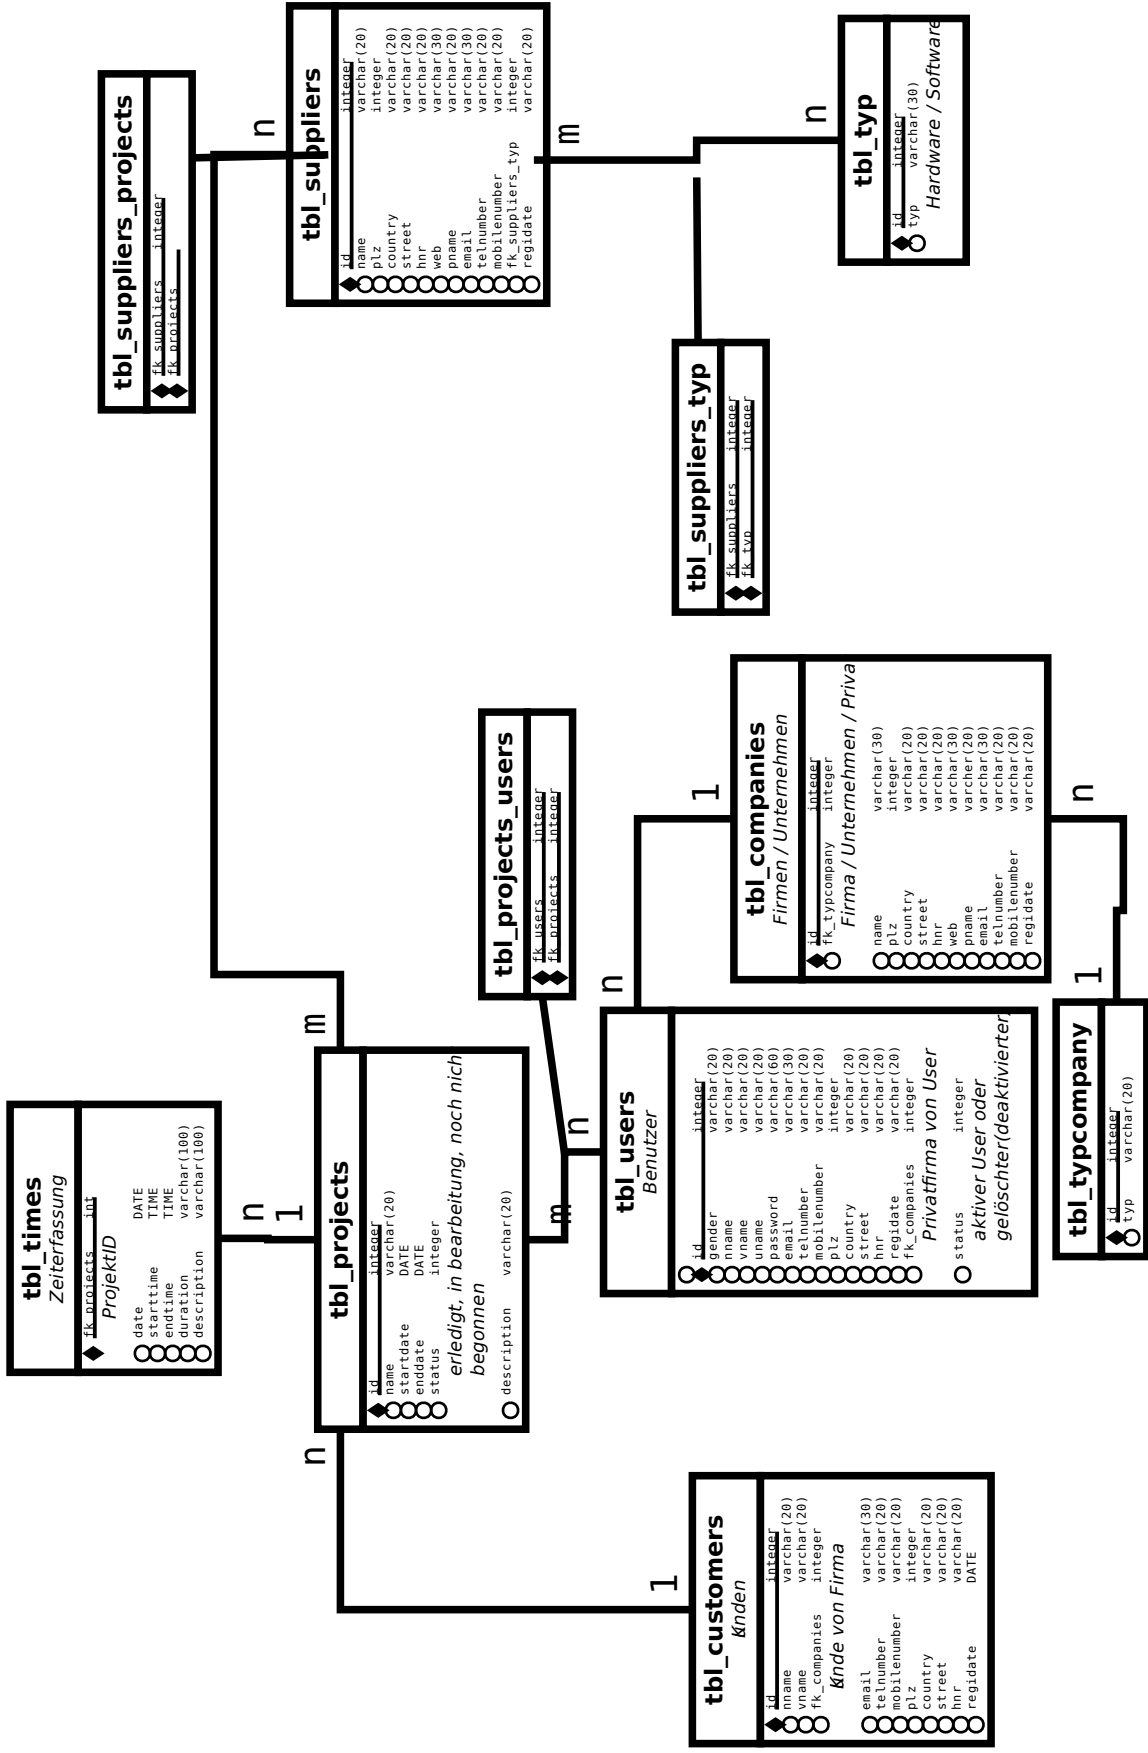 tbl_times
Zeiterfassung
fk_projects int
ProjektID
date DATE
starttime TIME
endtime TIME
duration varchar(100)
description varchar(100)
n
1
tbl_suppliers_projects
fk_suppliers integer
fk_projects
n
tbl_suppliers
id integer
name varchar(20)
plz integer
country varchar(20)
street varchar(20)
hnr varchar(20)
web varchar(30)
pname varchar(20)
email varchar(30)
telnumber varchar(20)
mobilenumber varchar(20)
fk_suppliers_typ integer
regidate varchar(20)
m
n
m
tbl_projects
id integer
name varchar(20)
startdate DATE
enddate DATE
status integer
erledigt, in bearbeitung, noch nich
begonnen
description varchar(20)
m
n
tbl_projects_users
fk_users integer
fk_projects integer
n
1
tbl_users
Benutzer
id integer
gender varchar(20)
nname varchar(20)
vname varchar(20)
uname varchar(20)
password varchar(60)
email varchar(30)
telnumber varchar(20)
mobilenumber varchar(20)
plz integer
country varchar(20)
street varchar(20)
hnr varchar(20)
regidate varchar(20)
fk_companies integer
Privatfirma von User
status integer
aktiver User oder
gelöschter(deaktivierter)
n
1
tbl_suppliers_typ
fk_suppliers integer
fk_typ integer
tbl_customers
Kunden
id integer
nname varchar(20)
vname varchar(20)
fk_companies integer
Kunde von Firma
email varchar(30)
telnumber varchar(20)
mobilenumber varchar(20)
plz integer
country varchar(20)
street varchar(20)
hnr varchar(20)
regidate DATE
tbl_companies
Firmen / Unternehmen
id integer
fk_typcompany integer
Firma / Unternehmen / Priva
name varchar(30)
plz integer
country varchar(20)
street varchar(20)
hnr varchar(20)
web varchar(30)
pname varcher(20)
email varchar(30)
telnumber varchar(20)
mobilenumber varchar(20)
regidate varchar(20)
n
n
tbl_typ
id integer
typ varchar(30)
Hardware / Software
1
tbl_typcompany
id integer
typ varchar(20)